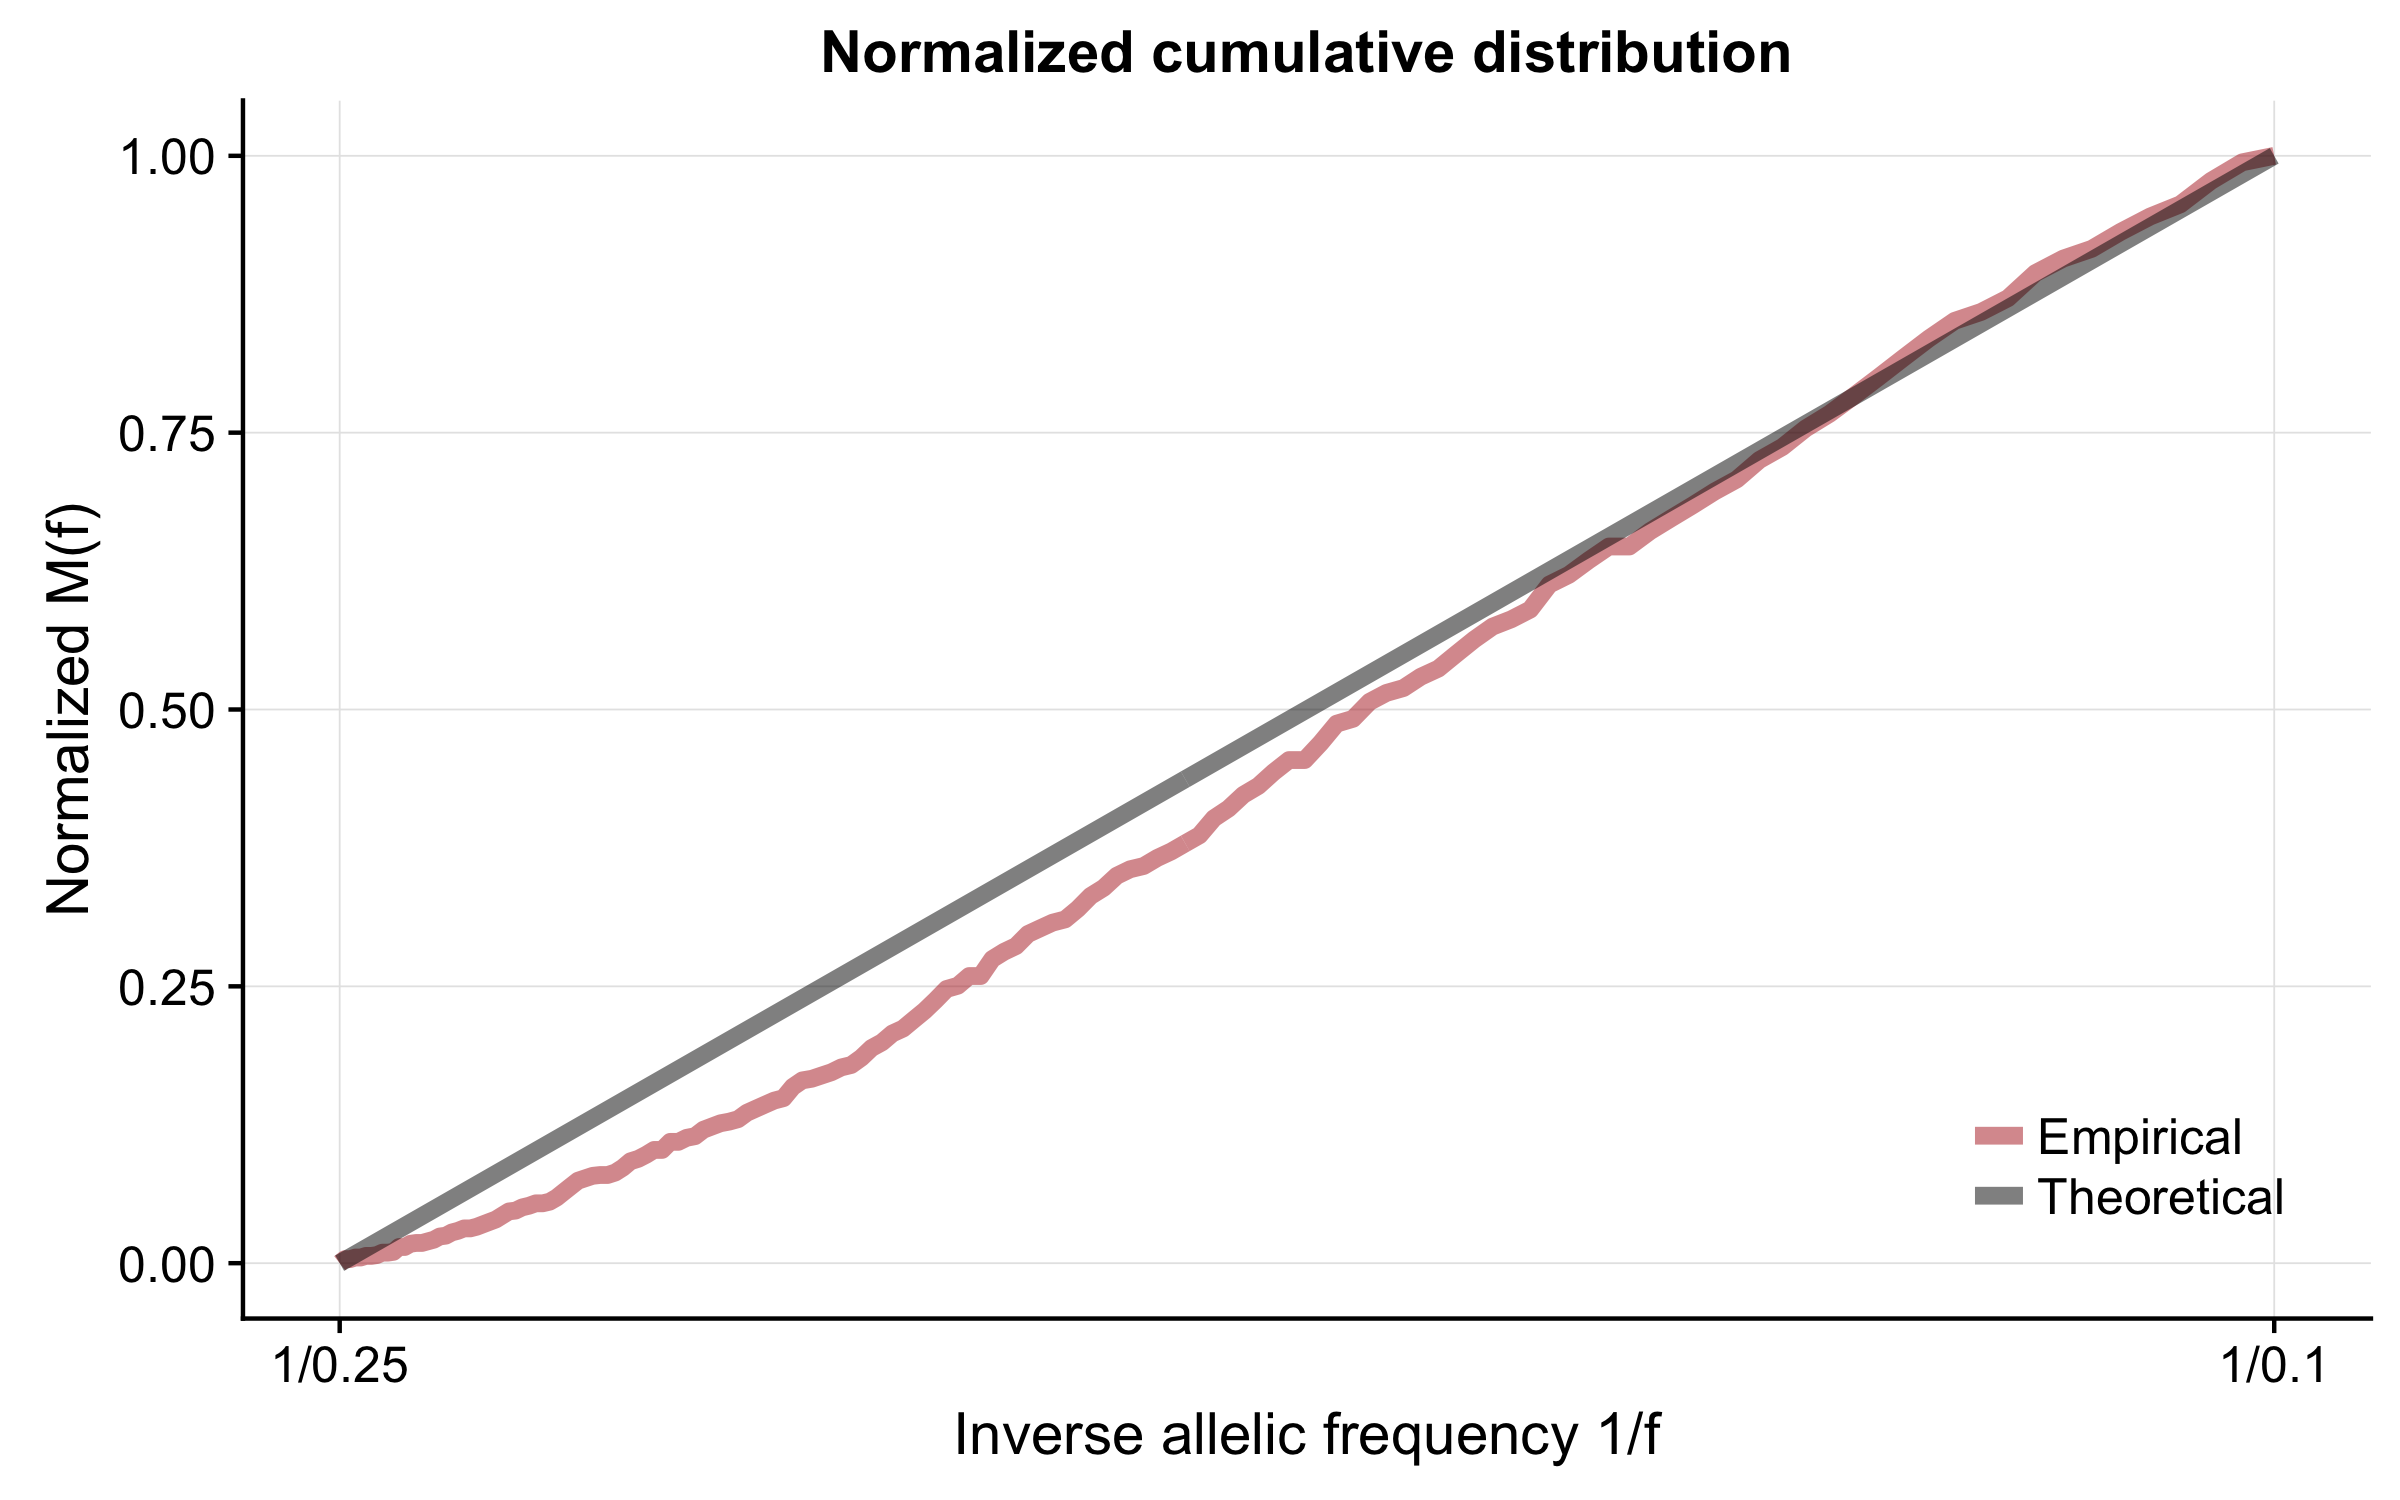 Normalized cumulative distribution
1.00
0.75
0.50
0.25
0.00
Normalized M(f)
Empirical
Theoretical
1/0.25
1/0.1
Inverse allelic frequency 1/f